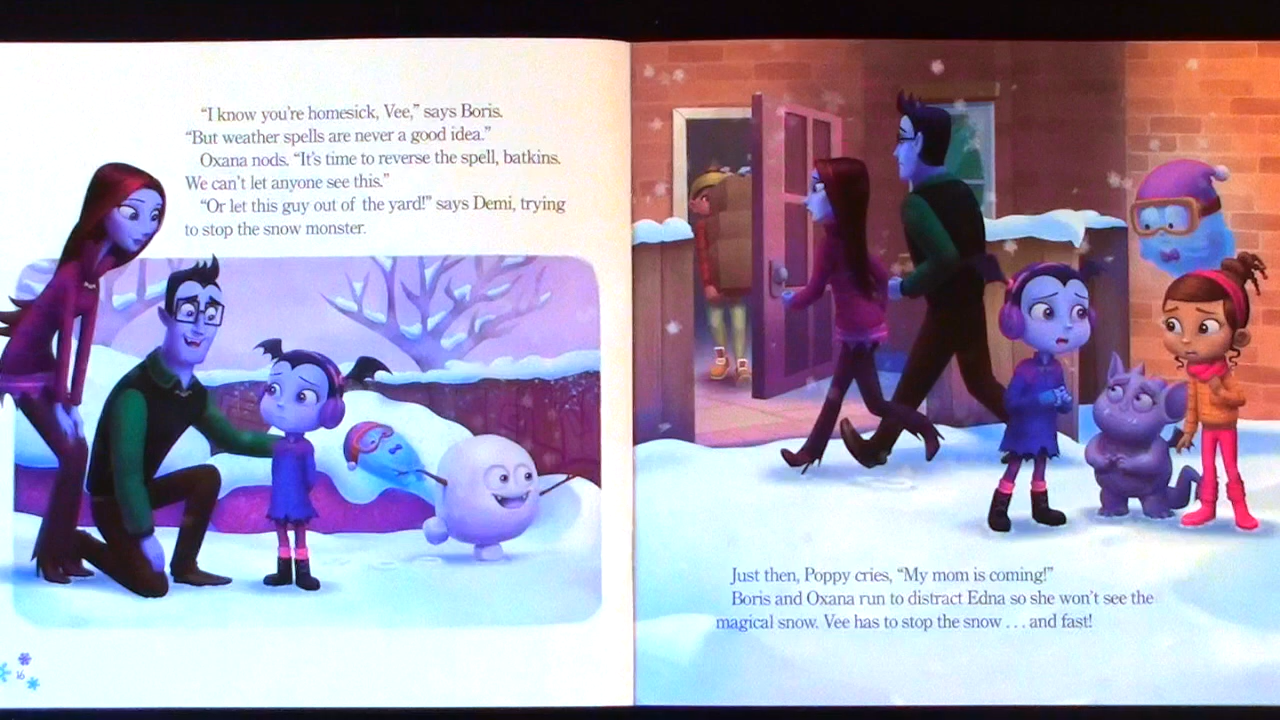 “I know you’re homesick, Vee,” says Boris.
“But weather spells are never a good idea.”
Oxana nods. “It’s time to reverse the spell, batkins.
We can’t let anyone see this.”
“Or let this guy out of the yard!” says Demi, trying
to stop the snow monster.
16
Just then, Poppy cries, “My mom is coming!”
Boris and Oxana run to distract Edna so she won’t see the
magical snow. Vee has to stop the snow . . . and fast!